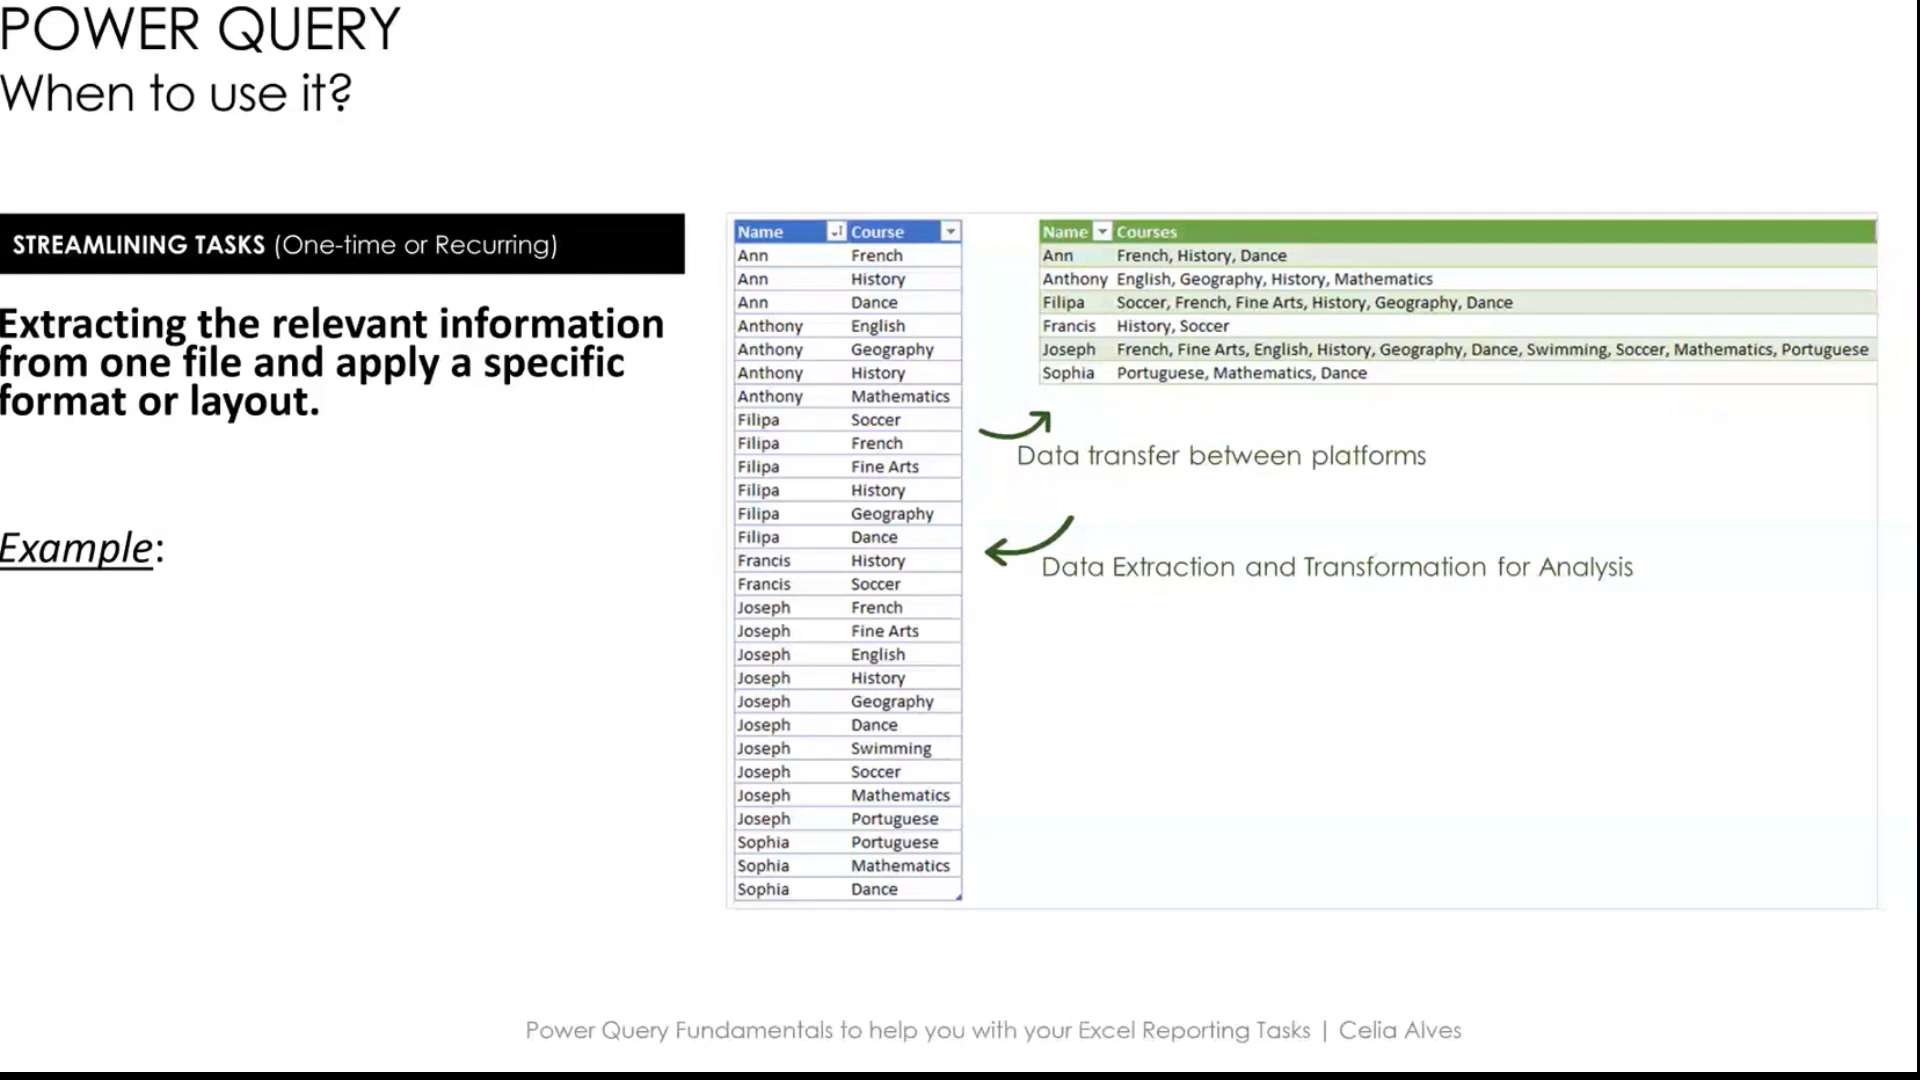 POWER QUERY
When to use it?
STREAMLINING TASKS (One-time or Recurring)
Extracting the relevant information
from one file and apply a specific
format or layout.
Example:
Name Course
Ann French
Ann History
Ann Dance
Anthony English
Anthony Geography
Anthony History
Anthony Mathematics
Filipa Soccer
Filipa French
Filipa Fine Arts
Filipa History
Filipa Geography
Filipa Dance
Francis History
Francis Soccer
Joseph French
Joseph Fine Arts
Joseph English
Joseph History
Joseph Geography
Joseph Dance
Joseph Swimming
Joseph Soccer
Joseph Mathematics
Joseph Portuguese
Sophia Portuguese
Sophia Mathematics
Sophia Dance
Name Courses
Ann French, History, Dance
Anthony English, Geography, History, Mathematics
Filipa Soccer, French, Fine Arts, History, Geography, Dance
Francis History, Soccer
Joseph French, Fine Arts, English, History, Geography, Dance, Swimming, Soccer, Mathematics, Portuguese
Sophia Portuguese, Mathematics, Dance
Data transfer between platforms
Data Extraction and Transformation for Analysis
Power Query Fundamentals to help you with your Excel Reporting Tasks | Celia Alves